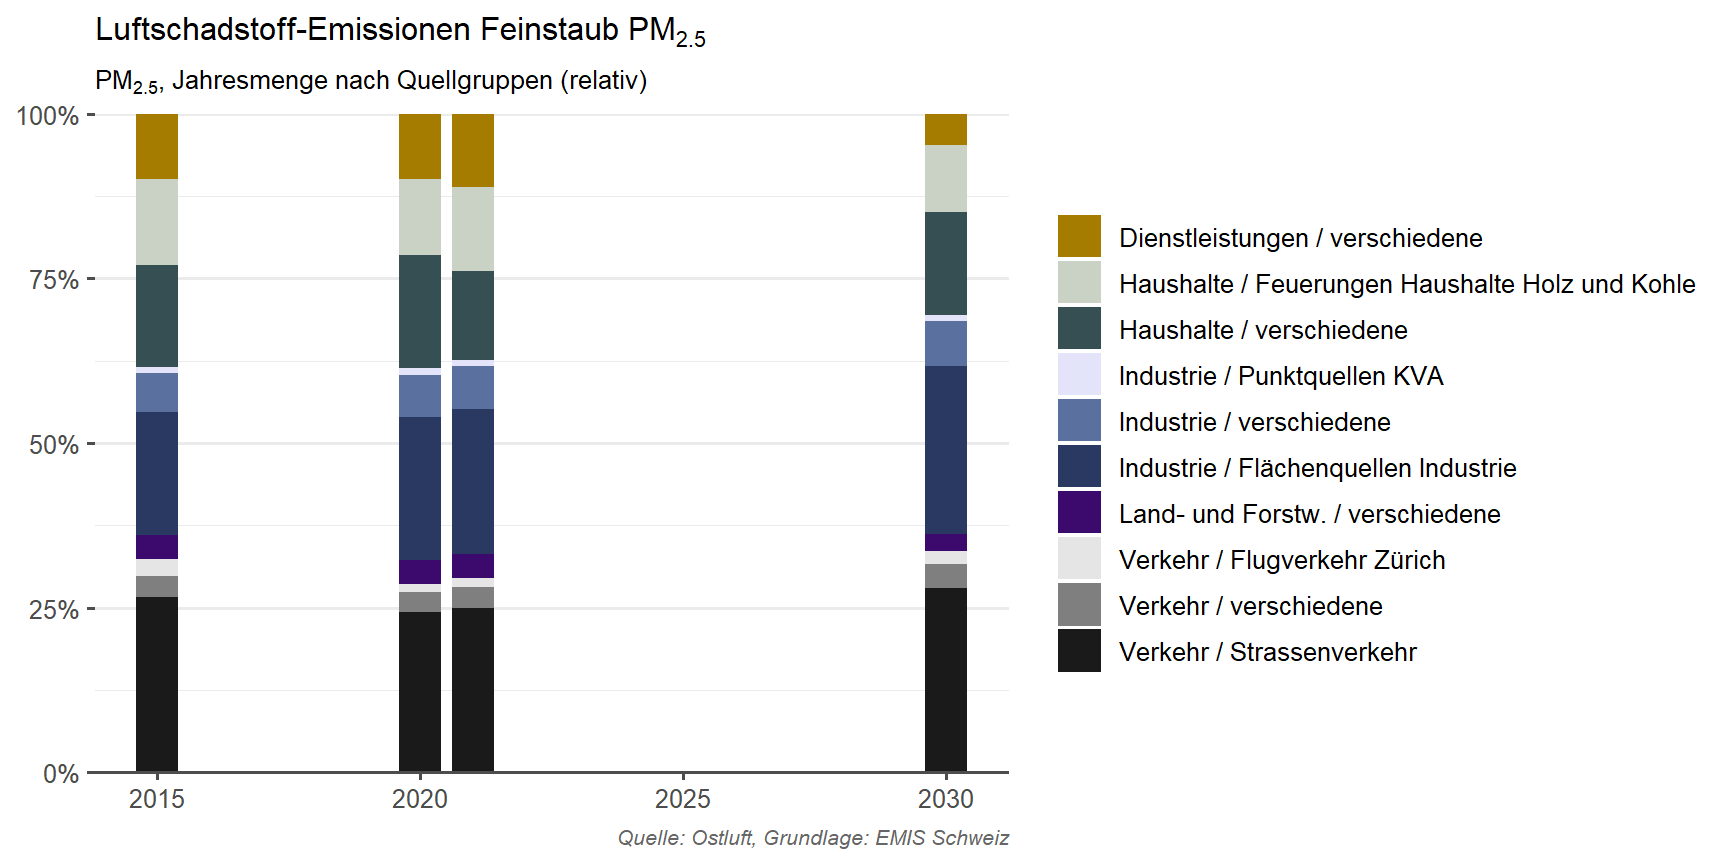 Luftschadstoff-Emissionen Feinstaub PM2.5
PM2.5, Jahresmenge nach Quellgruppen (relativ)
100%
75%
50%
25%
0%
2015 2020 2025 2030
Dienstleistungen / verschiedene
Haushalte / Feuerungen Haushalte Holz und Kohle
Haushalte / verschiedene
Industrie / Punktquellen KVA
Industrie / verschiedene
Industrie / Flächenquellen Industrie
Land- und Forstw. / verschiedene
Verkehr / Flugverkehr Zürich
Verkehr / verschiedene
Verkehr / Strassenverkehr
Quelle: Ostluft, Grundlage: EMIS Schweiz